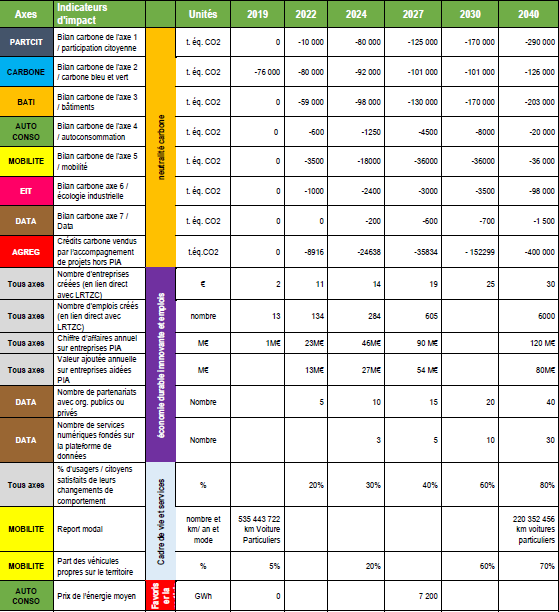 Axes Indicateurs d'impact Unités 2019 2022 2024 2027 2030 2040
neutralité carbone
PARTCIT Bilan carbone de l'axe 1 / participation citoyenne t. éq. CO2 0 -10 000 -80 000 -125 000 -170 000 -290 000
CARBONE Bilan carbone de l'axe 2 / carbone bleu et vert t. éq. CO2 -76 000 -80 000 -92 000 -101 000 -101 000 -126 000
BATI Bilan carbone de l'axe 3 / bâtiments t. éq. CO2 0 -59 000 -98 000 -130 000 -170 000 -203 000
AUTO CONSO Bilan carbone de l'axe 4 / autoconsommation t. éq. CO2 0 -600 -1250 -4500 -8000 -20 000
MOBILITE Bilan carbone de l'axe 5 / mobilité t. éq. CO2 0 -3500 -18000 -36000 -36000 -36 000
EIT Bilan carbone axe 6 / écologie industrielle t. éq. CO2 0 -1000 -2400 -3000 -3500 -98 000
DATA Bilan carbone axe 7 / Data t. éq. CO2 0 0 -200 -600 -700 -1 500
AGREG Crédits carbone vendus par l'accompagnement de projets hors PIA t.éq.CO2 0 -8916 -24638 -35834 - 152299 -400 000
économie durable innovante et emplois
Tous axes Nombre d'entreprises créées (en lien direct avec LRTZC) € 2 11 14 19 25 30
Tous axes Nombre d'emplois créés (en lien direct avec LRTZC) nombre 13 134 284 605 6000
Tous axes Chiffre d'affaires annuel sur entreprises PIA M€ 1M€ 23M€ 46M€ 90 M€ 120 M€
Tous axes Valeur ajoutée annuelle sur entreprises aidées PIA M€ 13M€ 27M€ 54 M€ 80M€
DATA Nombre de partenariats avec org. publics ou privés Nombre 5 10 15 20 40
DATA Nombre de services numériques fondés sur la plateforme de données Nombre 3 5 10 30
Cadre de vie et services
Tous axes % d'usagers / citoyens satisfaits de leurs changements de comportement % 20% 30% 40% 60% 80%
MOBILITE Report modal nombre et km/ an et mode 535 443 722 km Voiture Particuliers 220 352 456 km voitures particuliers
MOBILITE Part des véhicules propres sur le territoire % 5% 20% 60% 70%
Favoris er la
AUTO CONSO Prix de l'énergie moyen GWh 0 7 200